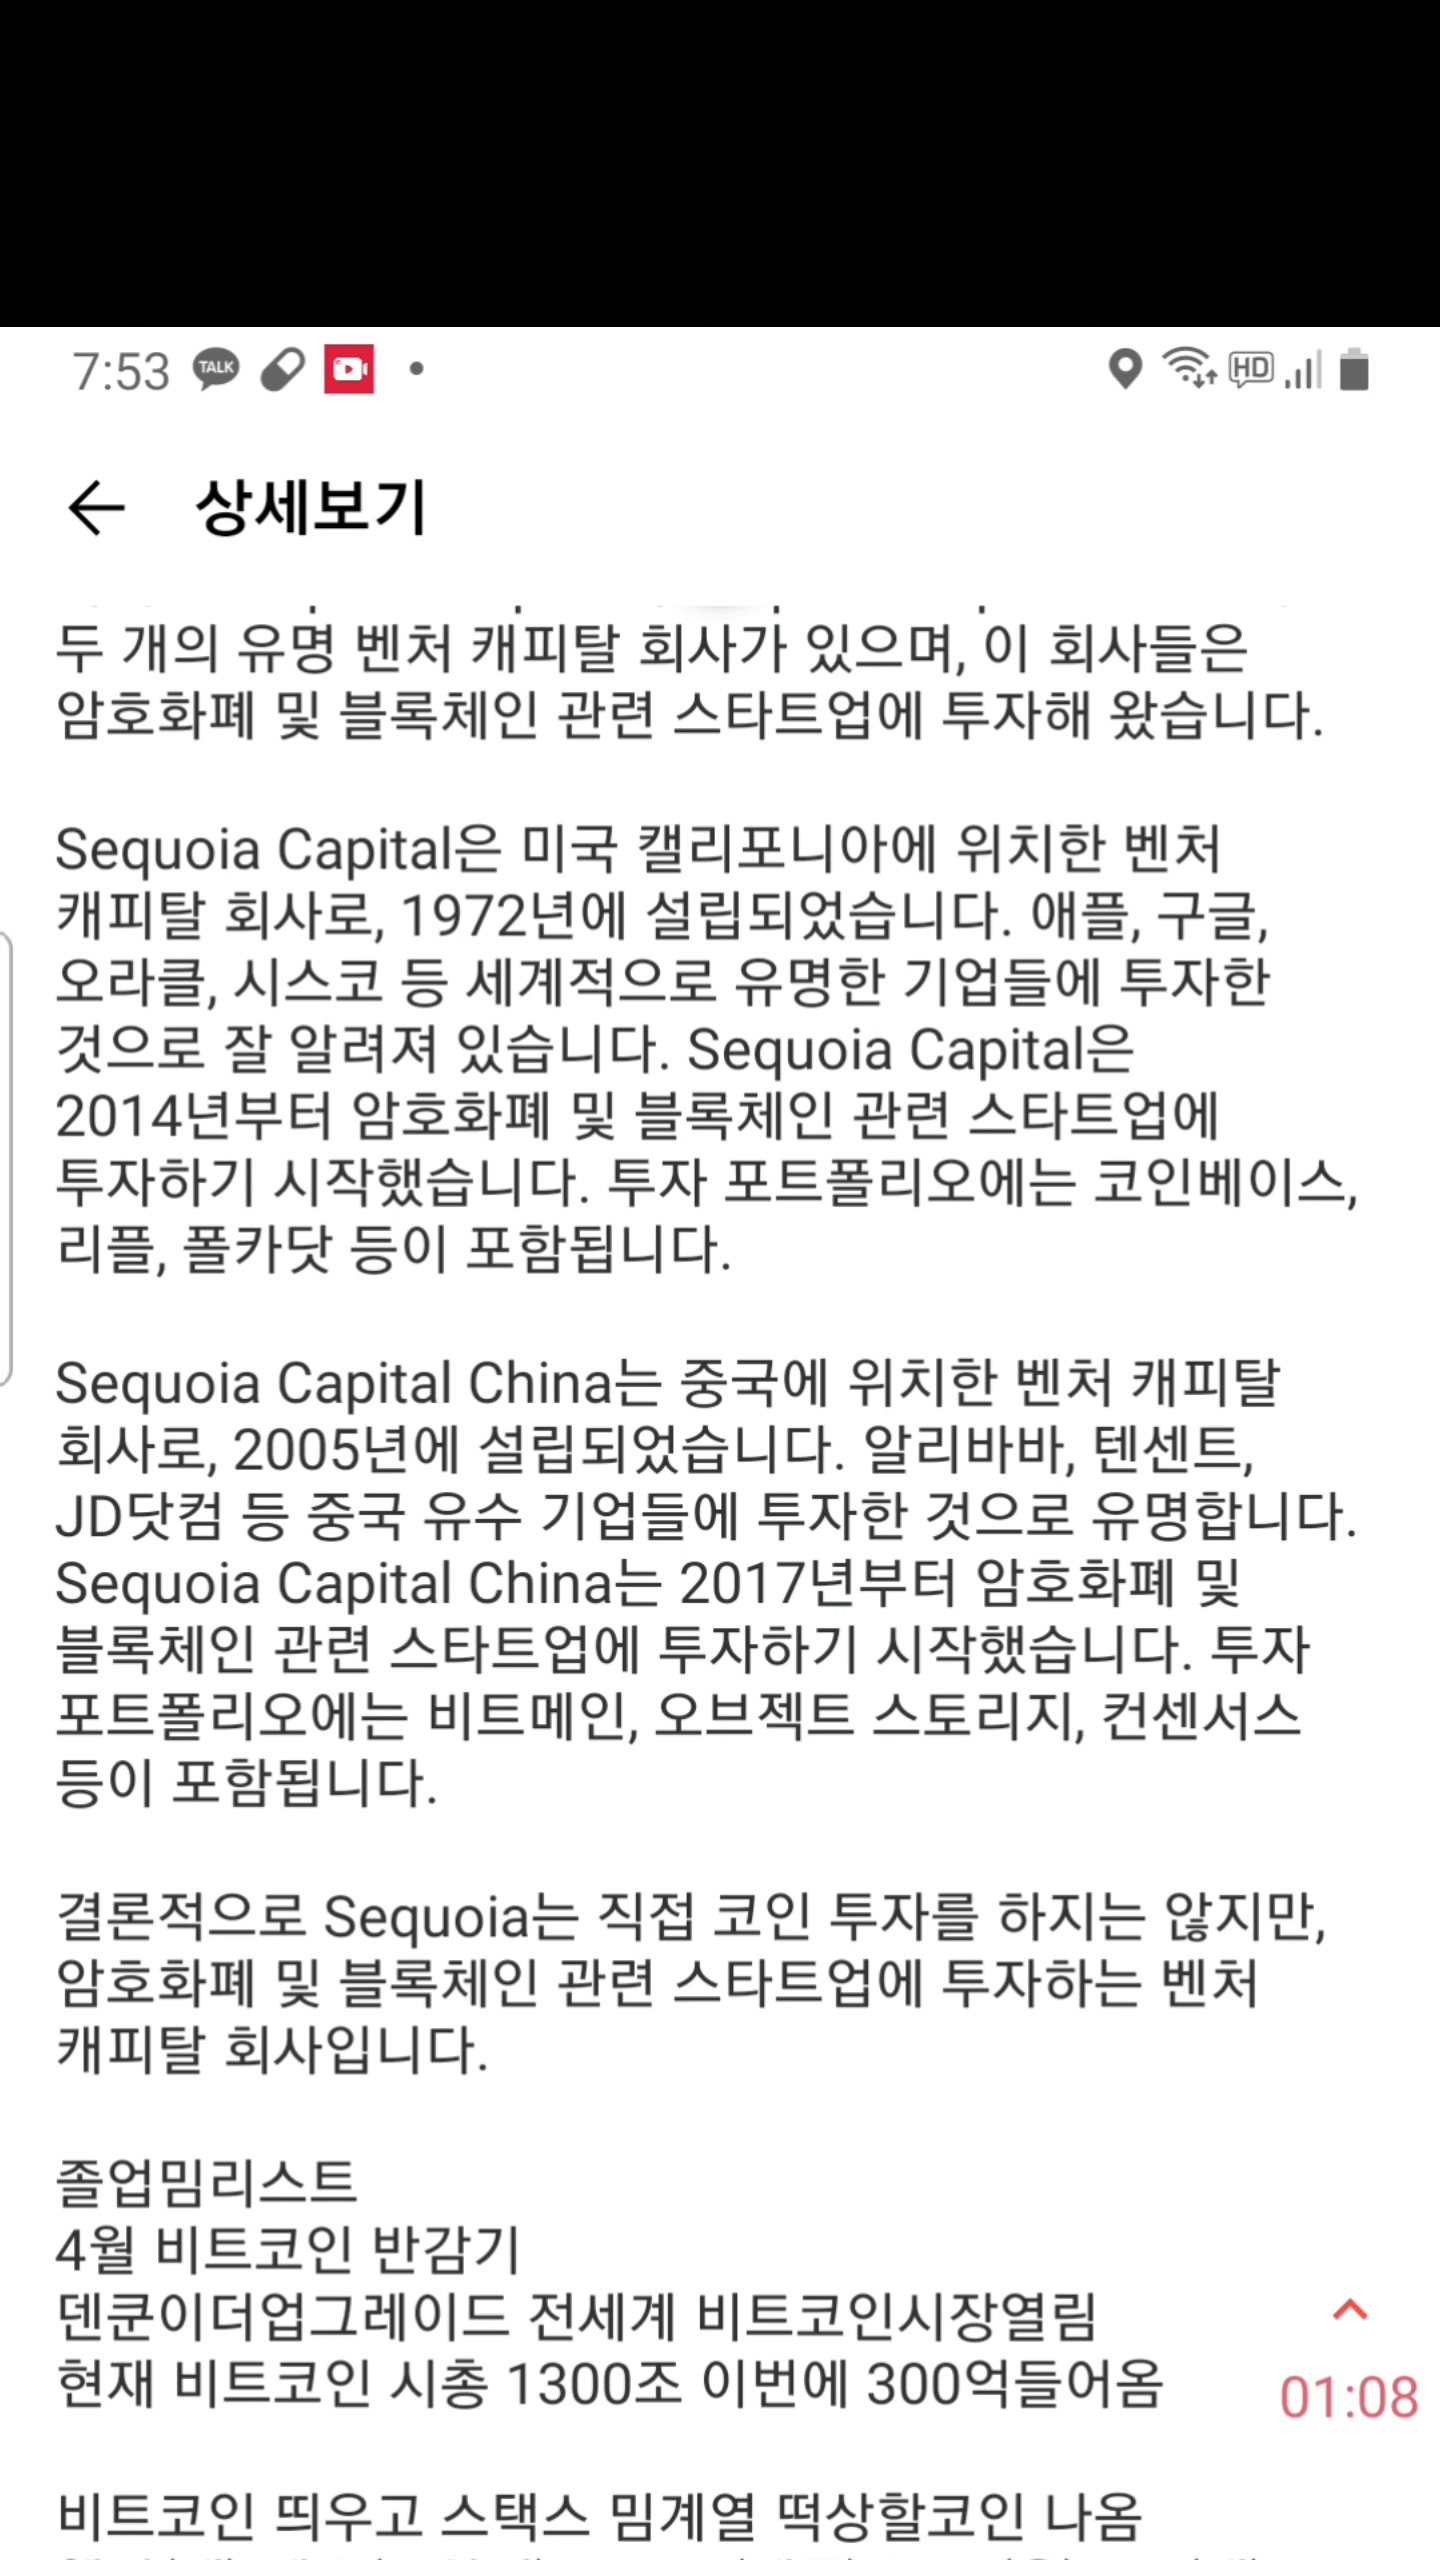 7:53 TALK HD
상세보기
두 개의 유명 벤처 캐피탈 회사가 있으며, 이 회사들은
암호화폐 및 블록체인 관련 스타트업에 투자해 왔습니다.
Sequoia Capital은 미국 캘리포니아에 위치한 벤처
캐피탈 회사로, 1972년에 설립되었습니다. 애플, 구글,
오라클, 시스코 등 세계적으로 유명한 기업들에 투자한
것으로 잘 알려져 있습니다. Sequoia Capital은
2014년부터 암호화폐 및 블록체인 관련 스타트업에
투자하기 시작했습니다. 투자 포트폴리오에는 코인베이스,
리플, 폴카닷 등이 포함됩니다.
Sequoia Capital China는 중국에 위치한 벤처 캐피탈
회사로, 2005년에 설립되었습니다. 알리바바, 텐센트,
JD닷컴 등 중국 유수 기업들에 투자한 것으로 유명합니다.
Sequoia Capital China는 2017년부터 암호화폐 및
블록체인 관련 스타트업에 투자하기 시작했습니다. 투자
포트폴리오에는 비트메인, 오브젝트 스토리지, 컨센서스
등이 포함됩니다.
결론적으로 Sequoia는 직접 코인 투자를 하지는 않지만,
암호화폐 및 블록체인 관련 스타트업에 투자하는 벤처
캐피탈 회사입니다.
졸업밈리스트
4월 비트코인 반감기
덴쿤이더업그레이드 전세계 비트코인시장열림
현재 비트코인 시총 1300조 이번에 300억들어옴
01:08
비트코인 띄우고 스택스 밈계열 떡상할코인 나옴